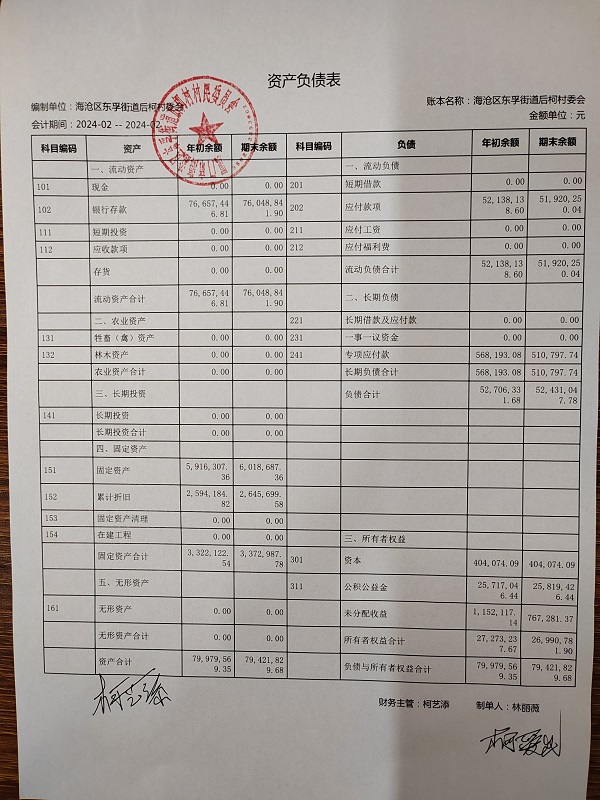 资产负债表
编制单位：海沧区东孚街道后柯村委会 账本名称：海沧区东孚街道后柯村委会
会计期间：2024-02 -- 2024-02 金额单位：元
科目编码 资产 年初余额 期末余额 科目编码 负债 年初余额 期末余额
一、流动资产 一、流动负债
101 现金 0.00 0.00 201 短期借款 0.00 0.00
102 银行存款 76,657,446.81 76,048,841.90 202 应付款项 52,138,138.60 51,920,250.04
111 短期投资 0.00 0.00 211 应付工资 0.00 0.00
112 应收款项 0.00 0.00 212 应付福利费 0.00 0.00
存货 0.00 0.00 流动负债合计 52,138,138.60 51,920,250.04
流动资产合计 76,657,446.81 76,048,841.90 二、长期负债
二、农业资产 221 长期借款及应付款 0.00 0.00
131 牲畜（禽）资产 0.00 0.00 231 一事一议资金 0.00 0.00
132 林木资产 0.00 0.00 241 专项应付款 568,193.08 510,797.74
农业资产合计 0.00 0.00 长期负债合计 568,193.08 510,797.74
三、长期投资 负债合计 52,706,331.68 52,431,047.78
141 长期投资 0.00 0.00
长期投资合计 0.00 0.00
四、固定资产
151 固定资产 5,916,307.36 6,018,687.36
152 累计折旧 2,594,184.82 2,645,699.58
153 固定资产清理 0.00 0.00
154 在建工程 0.00 0.00 三、所有者权益
固定资产合计 3,322,122.54 3,372,987.78 301 资本 404,074.09 404,074.09
五、无形资产 311 公积公益金 25,717,046.44 25,819,426.44
161 无形资产 0.00 0.00 未分配收益 1,152,117.14 767,281.37
无形资产合计 0.00 0.00 所有者权益合计 27,273,237.67 26,990,781.90
资产合计 79,979,569.35 79,421,829.68 负债与所有者权益合计 79,979,569.35 79,421,829.68
财务主管：柯艺添 制单人：林丽薇
柯艺添